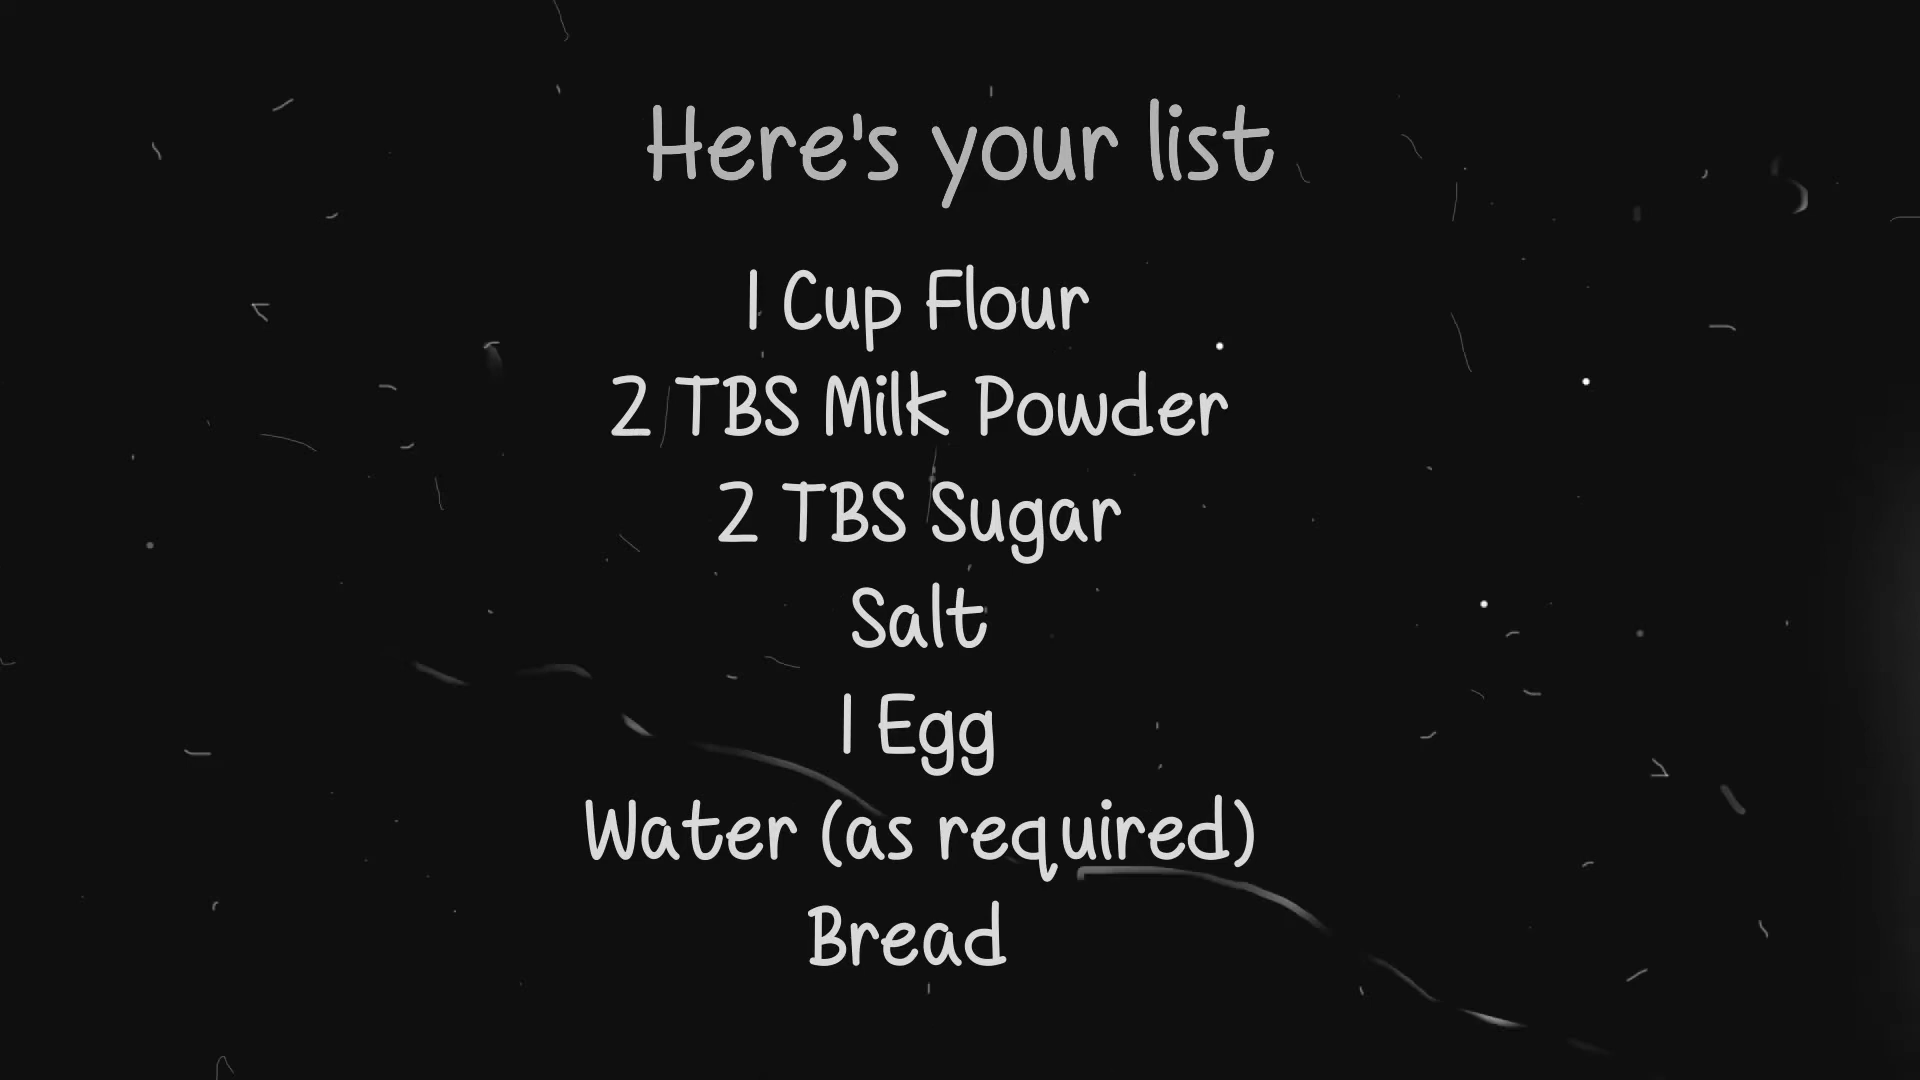 Here's your list
1 Cup Flour
2 TBS Milk Powder
2 TBS Sugar
Salt
1 Egg
Water (as required)
Bread